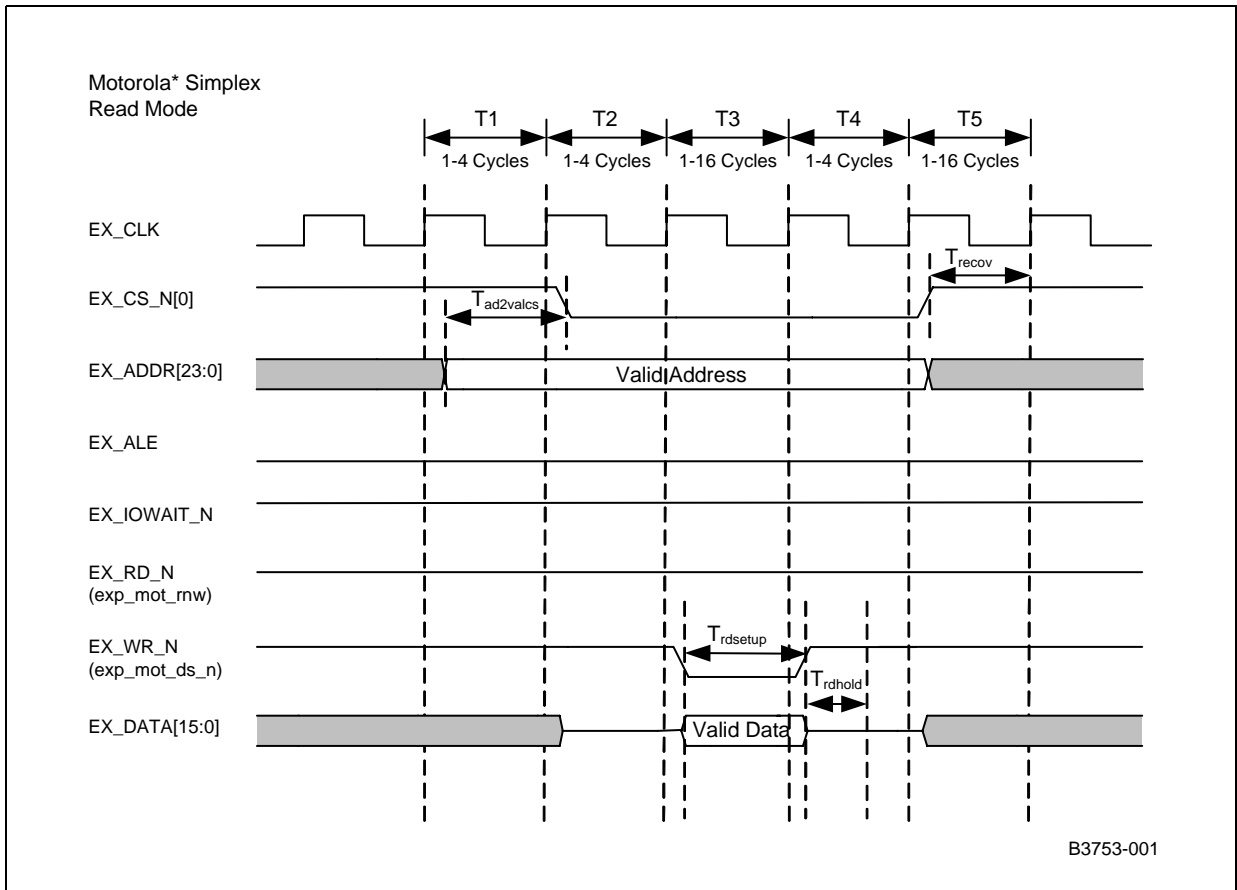 Motorola* Simplex
Read Mode
T1 T2 T3 T4 T5
1-4 Cycles 1-4 Cycles 1-16 Cycles 1-4 Cycles 1-16 Cycles
EX_CLK
Trecov
EX_CS_N[0]
Tad2valcs
EX_ADDR[23:0] Valid Address
EX_ALE
EX_IOWAIT_N
EX_RD_N
(exp_mot_rnw)
EX_WR_N Trdsetup
(exp_mot_ds_n)
Trdhold
EX_DATA[15:0] Valid Data
B3753-001